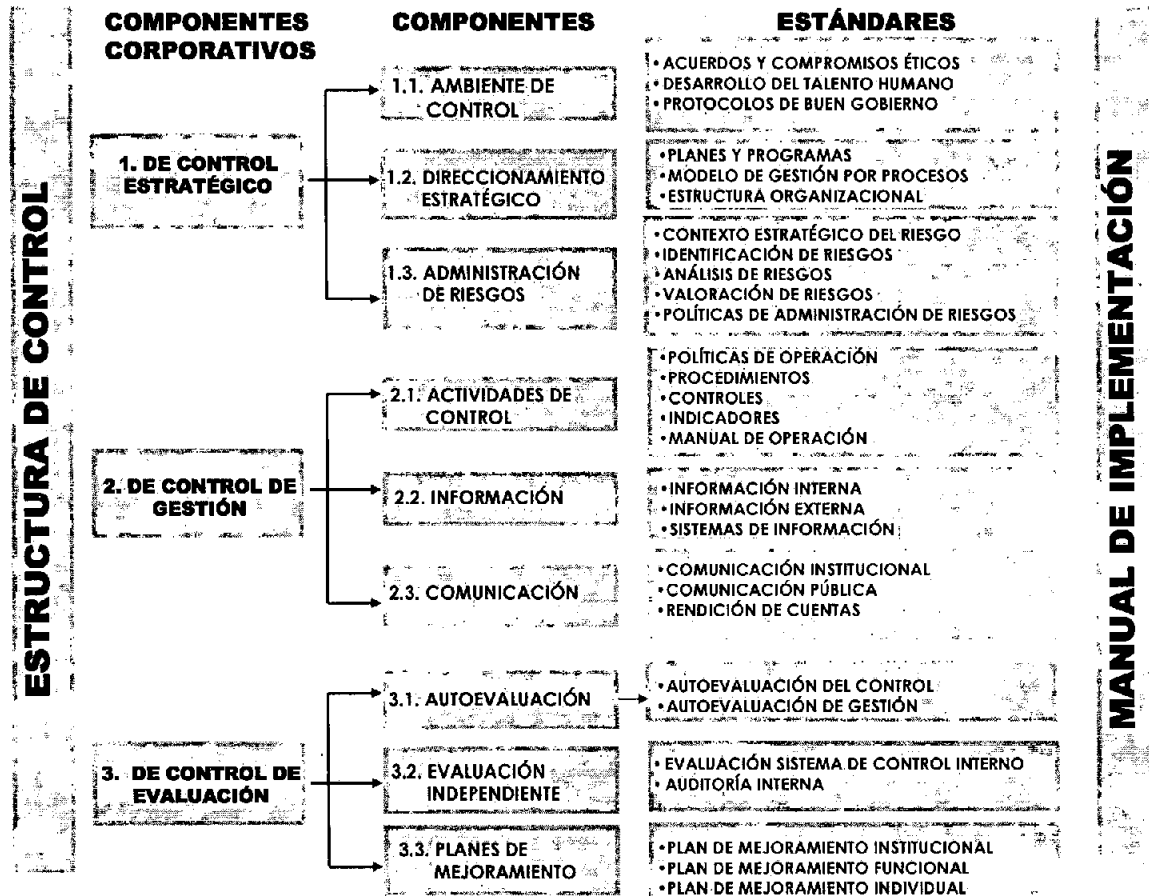 ESTRUCTURA DE CONTROL
COMPONENTES
CORPORATIVOS
COMPONENTES
ESTÁNDARES
1. DE CONTROL
ESTRATÉGICO
1.1. AMBIENTE DE
CONTROL
• ACUERDOS Y COMPROMISOS ÉTICOS
• DESARROLLO DEL TALENTO HUMANO
• PROTOCOLOS DE BUEN GOBIERNO
1.2. DIRECCIONAMIENTO
ESTRATÉGICO
• PLANES Y PROGRAMAS
• MODELO DE GESTIÓN POR PROCESOS
• ESTRUCTURA ORGANIZACIONAL
1.3. ADMINISTRACIÓN
DE RIESGOS
• CONTEXTO ESTRATÉGICO DEL RIESGO
• IDENTIFICACIÓN DE RIESGOS
• ANÁLISIS DE RIESGOS
• VALORACIÓN DE RIESGOS
• POLÍTICAS DE ADMINISTRACIÓN DE RIESGOS
2. DE CONTROL DE
GESTIÓN
2.1. ACTIVIDADES DE
CONTROL
• POLÍTICAS DE OPERACIÓN
• PROCEDIMIENTOS
• CONTROLES
• INDICADORES
• MANUAL DE OPERACIÓN
2.2. INFORMACIÓN
• INFORMACIÓN INTERNA
• INFORMACIÓN EXTERNA
• SISTEMAS DE INFORMACIÓN
2.3. COMUNICACIÓN
• COMUNICACIÓN INSTITUCIONAL
• COMUNICACIÓN PÚBLICA
• RENDICIÓN DE CUENTAS
3. DE CONTROL DE
EVALUACIÓN
3.1. AUTOEVALUACIÓN
• AUTOEVALUACIÓN DEL CONTROL
• AUTOEVALUACIÓN DE GESTIÓN
3.2. EVALUACIÓN
INDEPENDIENTE
• EVALUACIÓN SISTEMA DE CONTROL INTERNO
• AUDITORÍA INTERNA
3.3. PLANES DE
MEJORAMIENTO
• PLAN DE MEJORAMIENTO INSTITUCIONAL
• PLAN DE MEJORAMIENTO FUNCIONAL
• PLAN DE MEJORAMIENTO INDIVIDUAL
MANUAL DE IMPLEMENTACIÓN